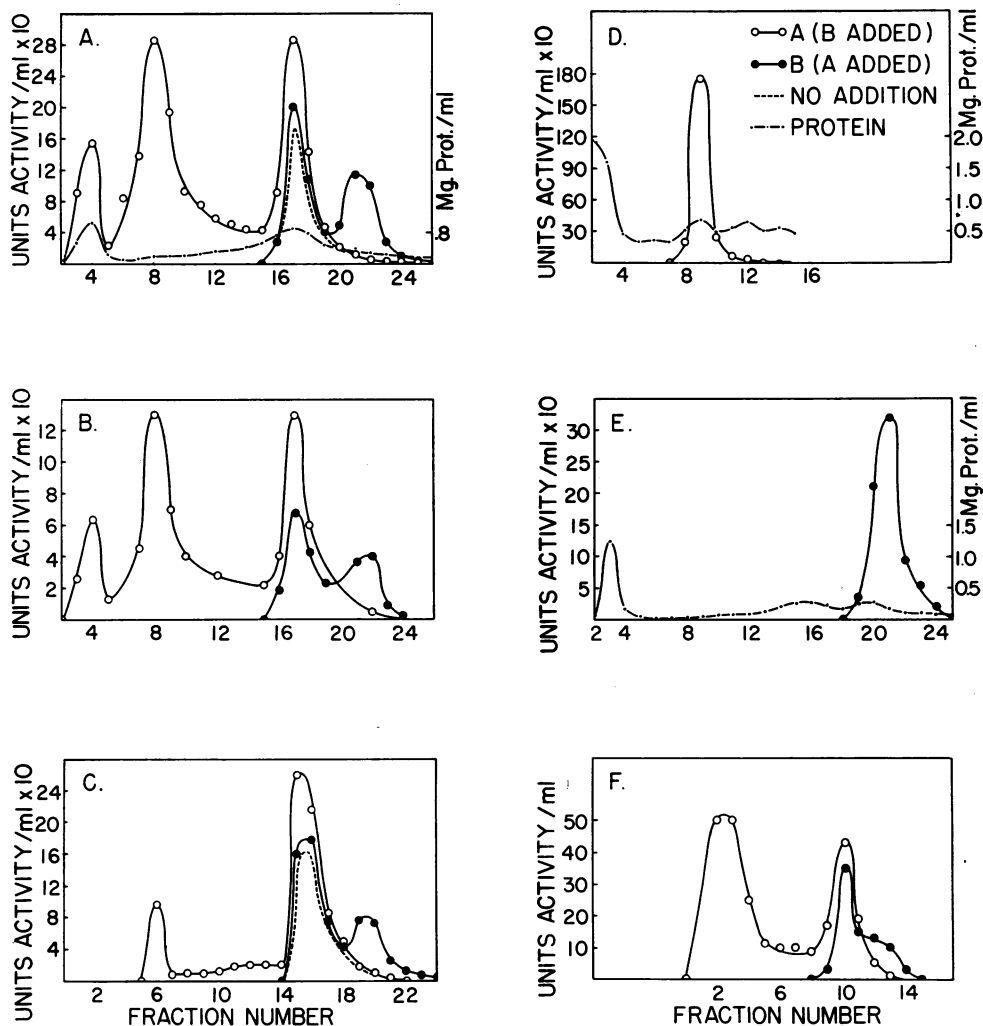 A.
UNITS ACTIVITY/ml x 10
28
24
20
16
12
8
4
4 8 12 16 20 24
8
Mg. Prot./ml
D.
A (B ADDED)
B (A ADDED)
NO ADDITION
PROTEIN
UNITS ACTIVITY/ml x 10
180
150
120
90
60
30
4 8 12 16
2.0
1.0
0.5
Mg. Prot./ml
B.
UNITS ACTIVITY/ml x 10
12
10
8
6
4
2
4 8 12 16 20 24
E.
UNITS ACTIVITY/ml x 10
30
25
20
15
10
5
2 4 8 12 16 20 24
1.5
1.0
0.5
Mg. Prot./ml
C.
UNITS ACTIVITY/ml x 10
24
20
16
12
8
4
2 6 10 14 18 22
FRACTION NUMBER
F.
UNITS ACTIVITY/ml
50
40
30
20
10
2 6 10 14
FRACTION NUMBER